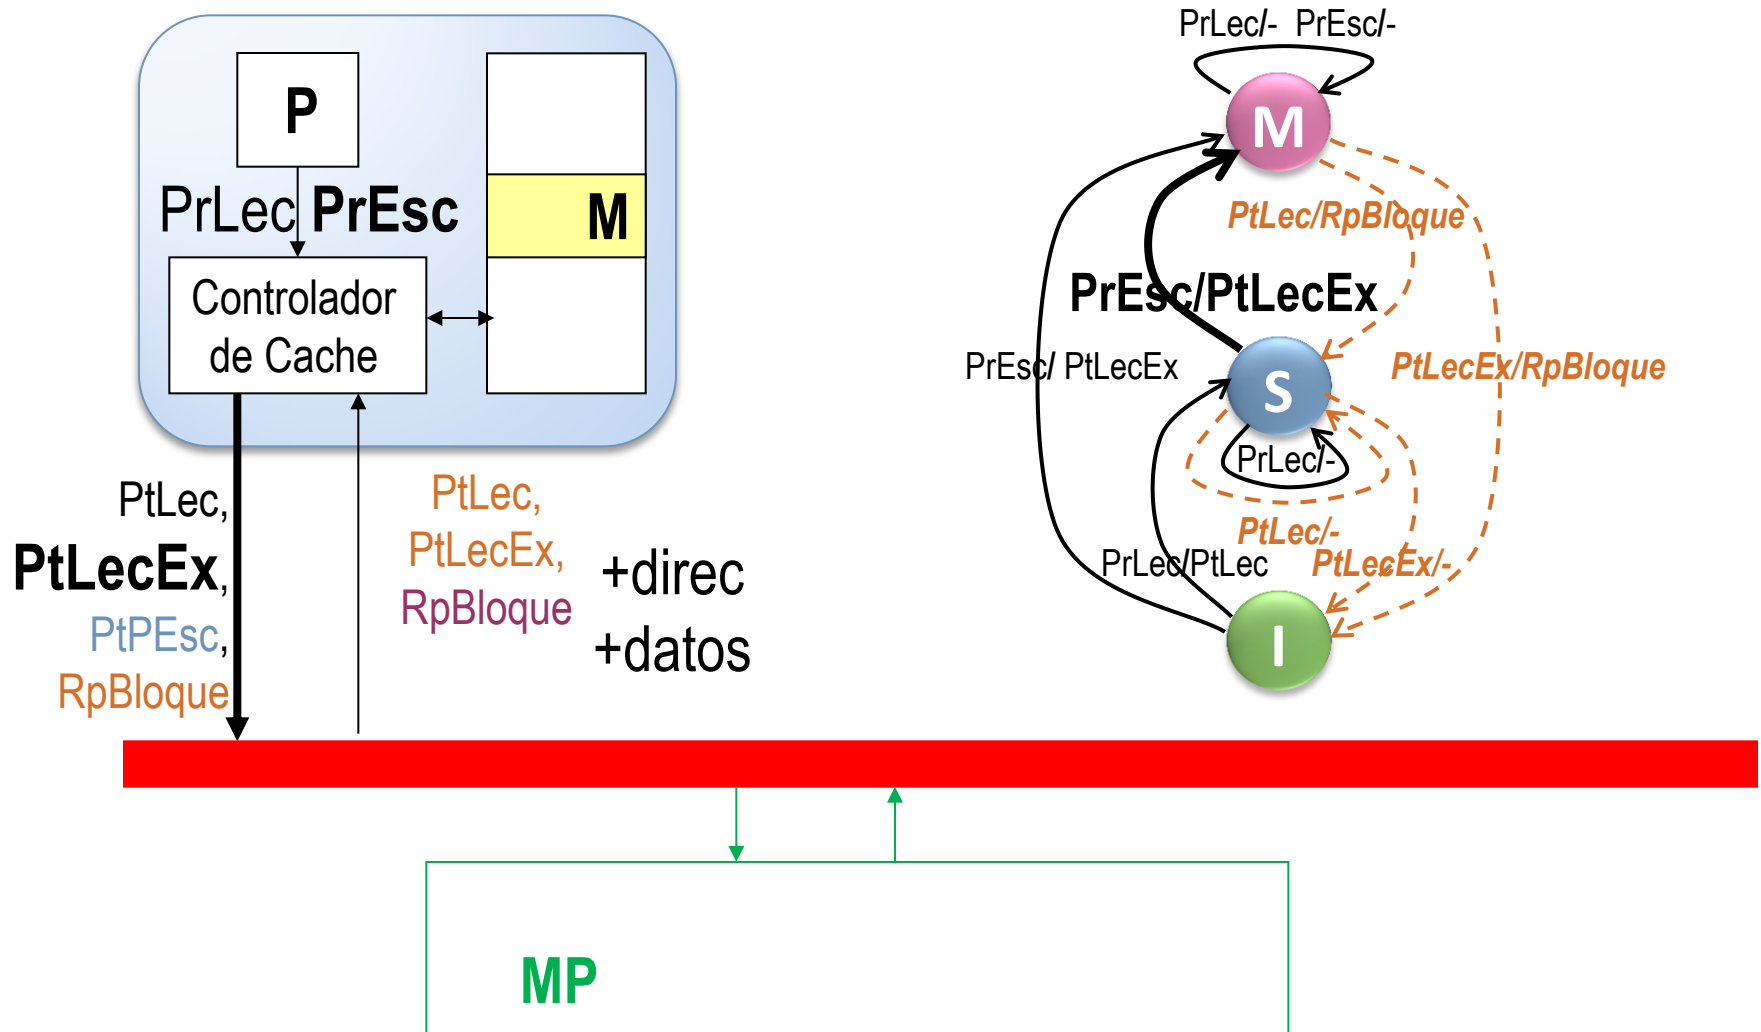 P
PrLec PrEsc
M
Controlador
de Cache
PtLec,
PtLecEx,
PtPEsc,
RpBloque
PtLec,
PtLecEx,
RpBloque
+direc
+datos
MP
PrLec/- PrEsc/-
M
PtLec/RpBloque
PrEsc/PtLecEx
PrEsc/ PtLecEx
PtLecEx/RpBloque
S
PrLec/-
PtLec/-
PrLec/PtLec
PtLecEx/-
I